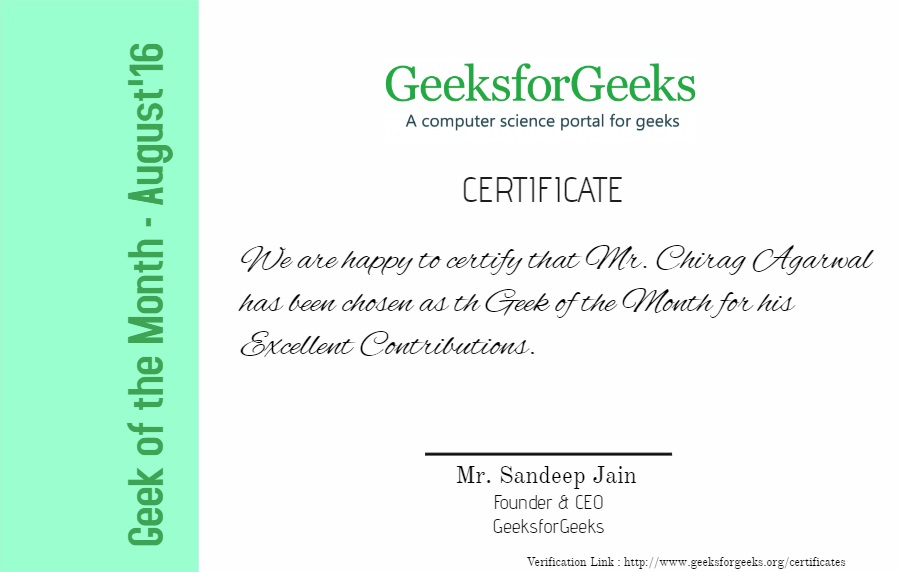 Geek of the Month - August'16
GeeksforGeeks
A computer science portal for geeks
CERTIFICATE
We are happy to certify that Mr. Chirag Agarwal
has been chosen as th Geek of the Month for his
Excellent Contributions.
Mr. Sandeep Jain
Founder & CEO
GeeksforGeeks
Verification Link : http://www.geeksforgeeks.org/certificates